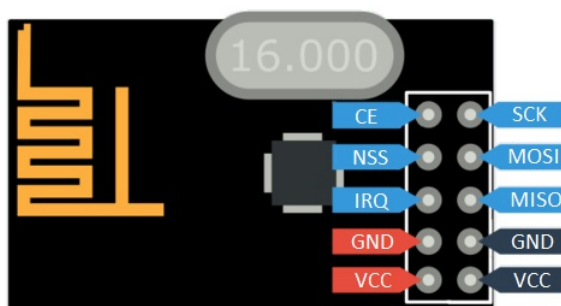 16.000
CE SCK
NSS MOSI
IRQ MISO
GND GND
VCC VCC